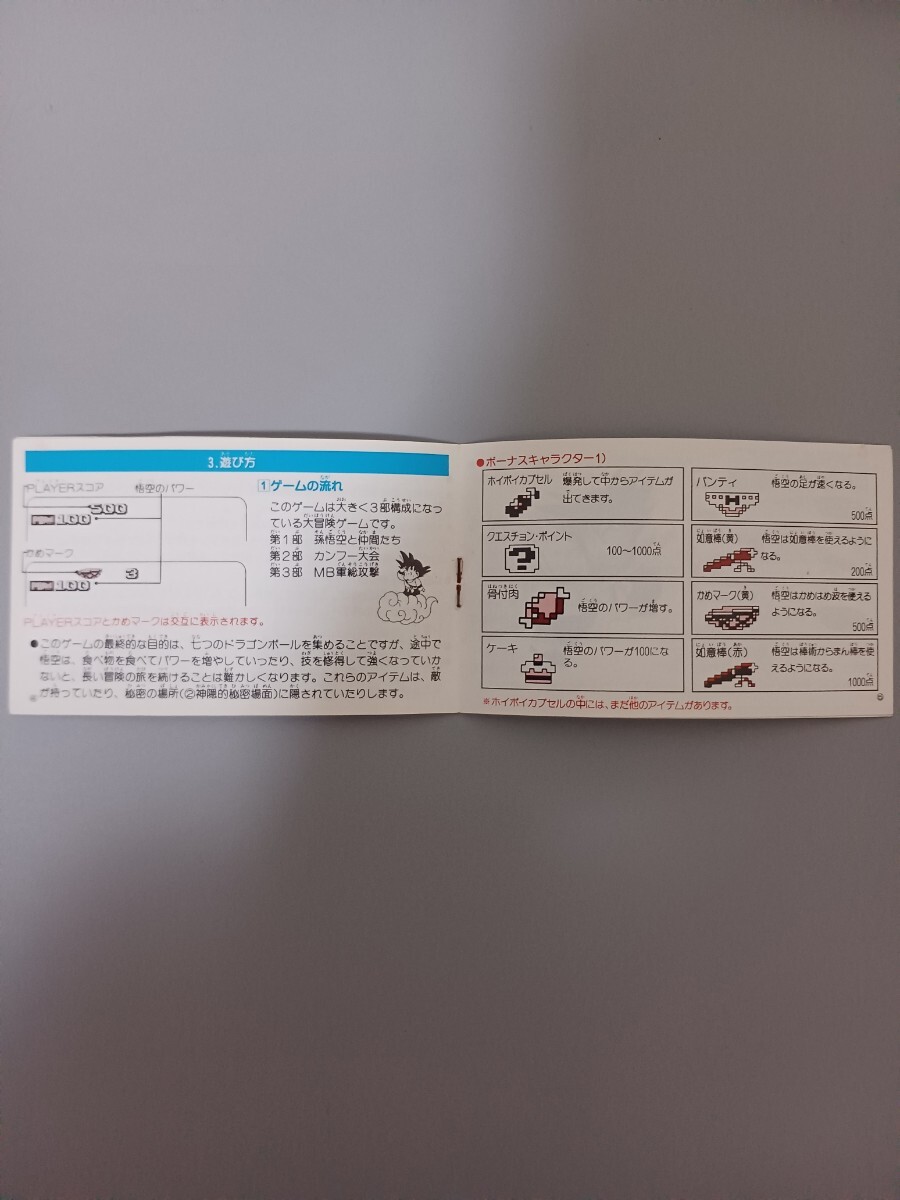 3.遊び方
PLAYERスコア 悟空のパワー
500
100
かめマーク
3
100
PLAYERスコアとかめマークは交互に表示されます。
1 ゲームの流れ
このゲームは大きく3部構成になっ
ている大冒険ゲームです。
第1部 孫悟空と仲間たち
第2部 カンフー大会
第3部 MB軍総攻撃
●このゲームの最終的な目的は、七つのドラゴンボールを集めることですが、途中で
悟空は、食べ物を食べてパワーを増やしていったり、技を修得して強くなっていか
ないと、長い冒険の旅を続けることは難かしくなります。これらのアイテムは、敵
が持っていたり、秘密の場所(②神隠的秘密場面)に隠されていたりします。
●ボーナスキャラクター1)
ホイポイカプセル 爆発して中からアイテムが
出てきます。
クエスチョン・ポイント
?
100~1000点
骨付肉
悟空のパワーが増す。
ケーキ 悟空のパワーが100にな
る。
パンティ 悟空の足が速くなる。
500点
如意棒(黄) 悟空は如意棒を使えるように
なる。
200点
かめマーク(黄) 悟空はかめはめ波を使える
ようになる。
500点
如意棒(赤) 悟空は棒術からまん棒を使
えるようになる。
1000点
※ホイポイカプセルの中には、まだ他のアイテムがあります。